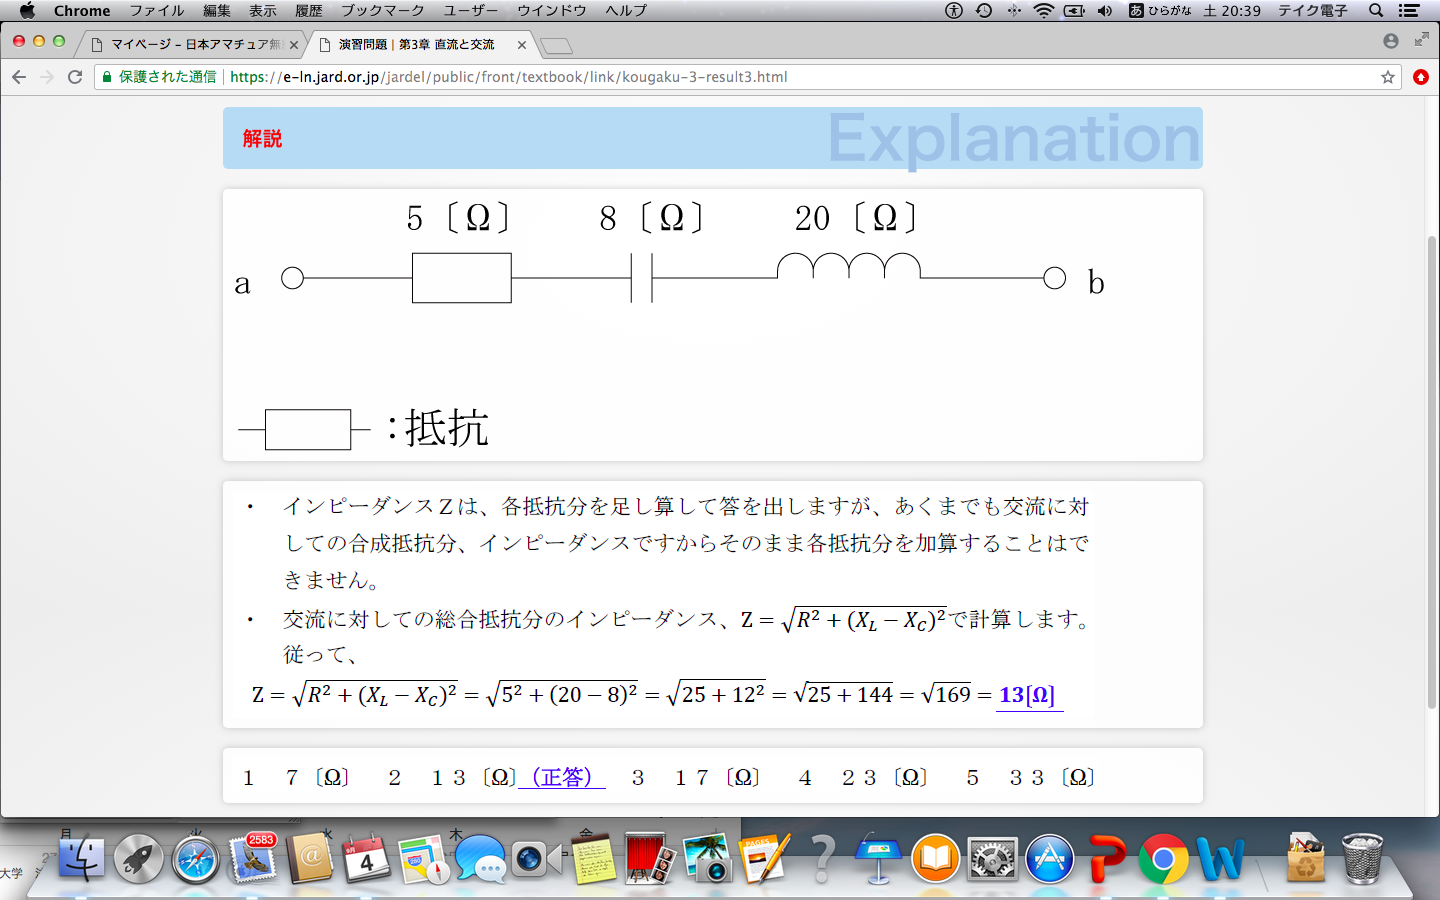 Chrome ファイル 編集 表示 履歴 ブックマーク ユーザー ウインドウ ヘルプ あ ひらがな 土 20:39 テイク電子
マイページ - 日本アマチュア無 演習問題 | 第3章 直流と交流
保護された通信 https://e-ln.jard.or.jp/jardel/public/front/textbook/link/kougaku-3-result3.html
解説 Explanation
5〔Ω〕 8〔Ω〕 20〔Ω〕
a b
:抵抗
・ インピーダンスZは、各抵抗分を足し算して答を出しますが、あくまでも交流に対
しての合成抵抗分、インピーダンスですからそのまま各抵抗分を加算することはで
きません。
・ 交流に対しての総合抵抗分のインピーダンス、Z = √(R² + (X_L − X_C)²)で計算します。
従って、
Z = √(R² + (X_L − X_C)²) = √(5² + (20 − 8)²) = √(25 + 12²) = √(25 + 144) = √169 = 13[Ω]
1 7〔Ω〕 2 13〔Ω〕（正答） 3 17〔Ω〕 4 23〔Ω〕 5 33〔Ω〕
月 火 水 木 金
大学
2583
4
PAGES